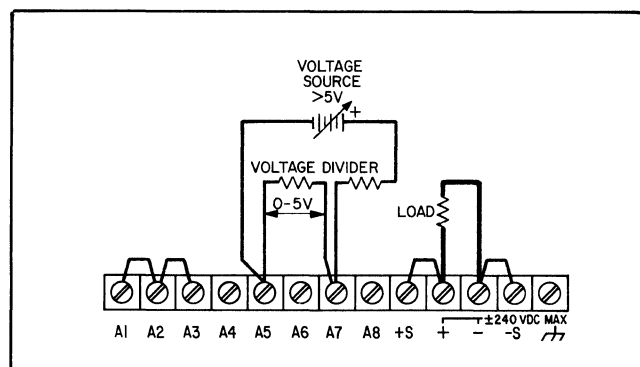 VOLTAGE
SOURCE
>5V
+
VOLTAGE DIVIDER
0-5V
LOAD
A1 A2 A3 A4 A5 A6 A7 A8 +S + - -S
±240 VDC MAX